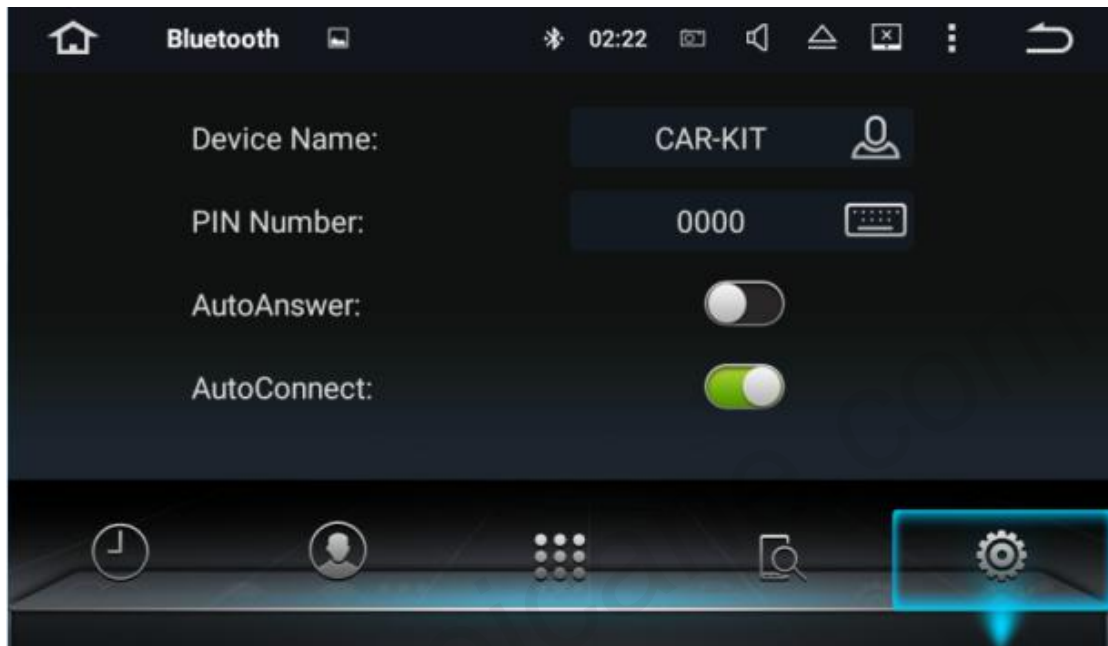 Bluetooth 02:22
Device Name: CAR-KIT
PIN Number: 0000
AutoAnswer:
AutoConnect: